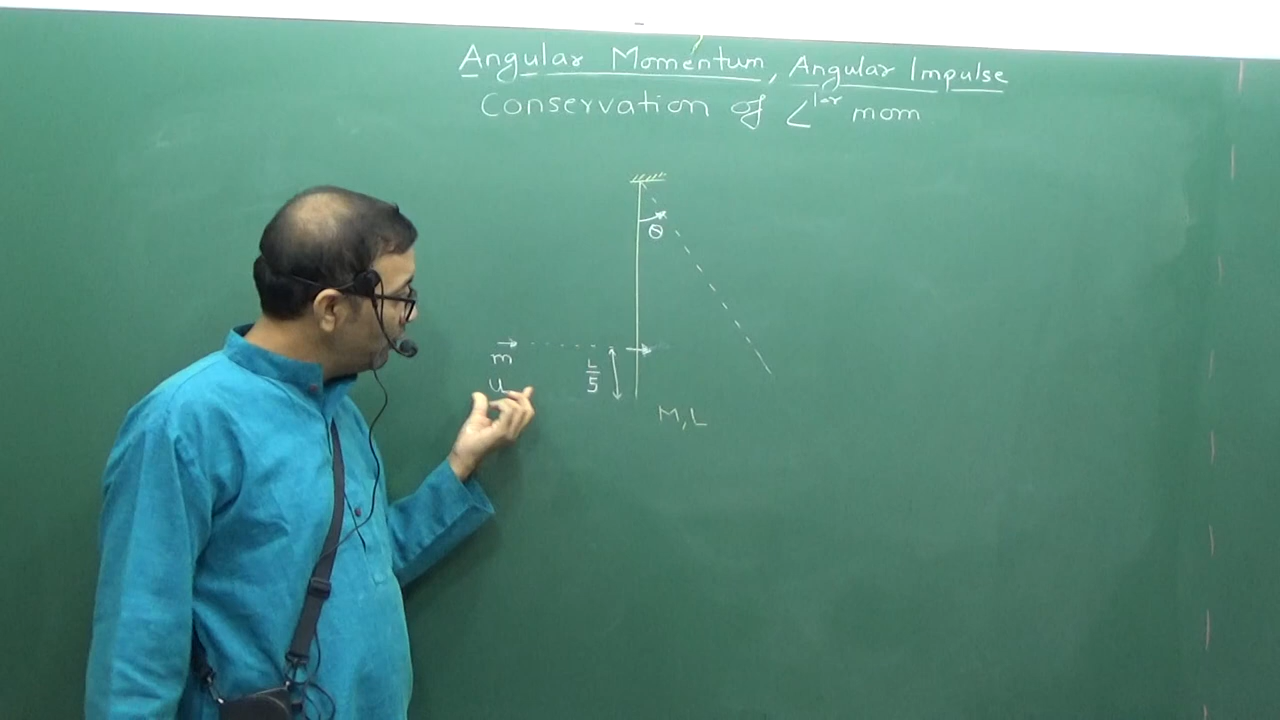 Angular Momentum, Angular Impulse
Conservation of ∠lar mom
θ
m
u
L/5
M, L